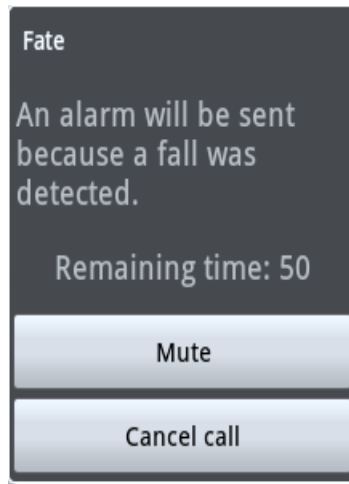 Fate
An alarm will be sent
because a fall was
detected.
Remaining time: 50
Mute
Cancel call